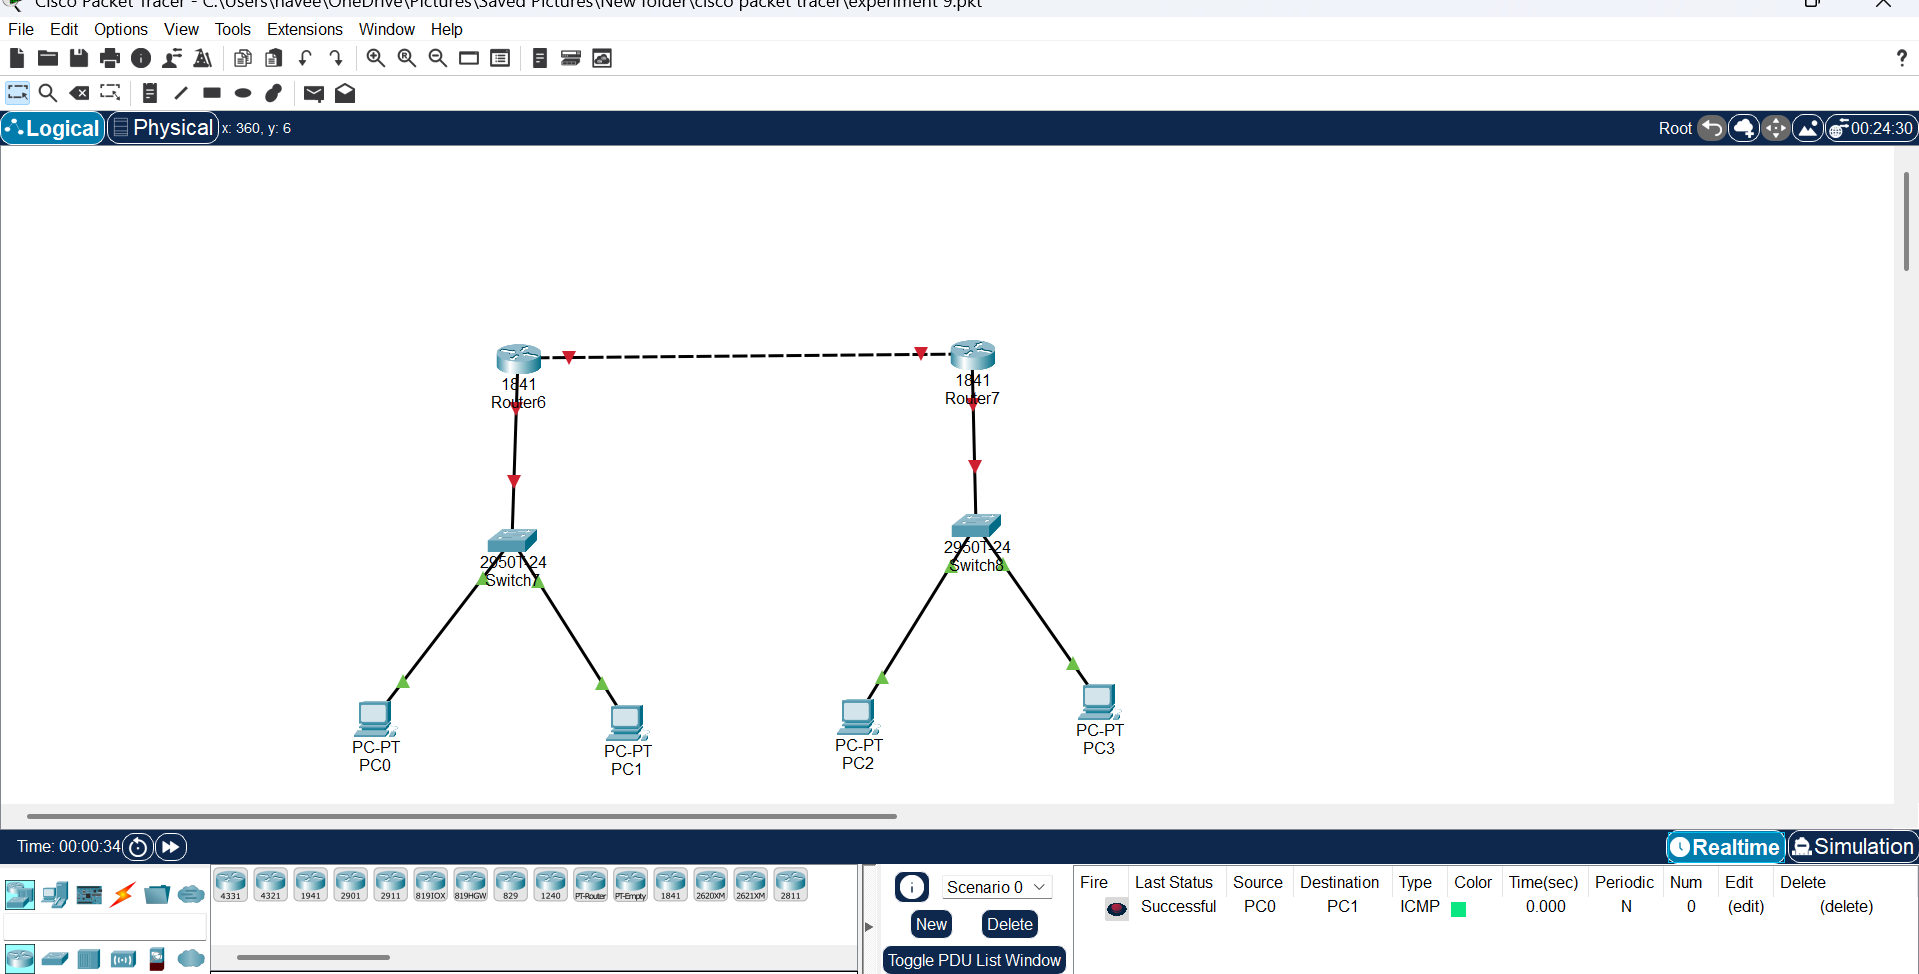 Cisco Packet Tracer - C:\Users\navee\OneDrive\Pictures\Saved Pictures\New folder\cisco packet tracer\experiment 9.pkt
File Edit Options View Tools Extensions Window Help
Logical Physical x: 360, y: 6 Root 00:24:30
1841
Router6
1841
Router7
2950T-24
Switch7
2950T-24
Switch8
PC-PT
PC0
PC-PT
PC1
PC-PT
PC2
PC-PT
PC3
Time: 00:00:34 Realtime Simulation
4331 4321 1941 2901 2911 819IOX 819HGW 829 1240 PT-Router PT-Empty 1841 2620XM 2621XM 2811
Scenario 0
New Delete
Toggle PDU List Window
Fire Last Status Source Destination Type Color Time(sec) Periodic Num Edit Delete
Successful PC0 PC1 ICMP 0.000 N 0 (edit) (delete)